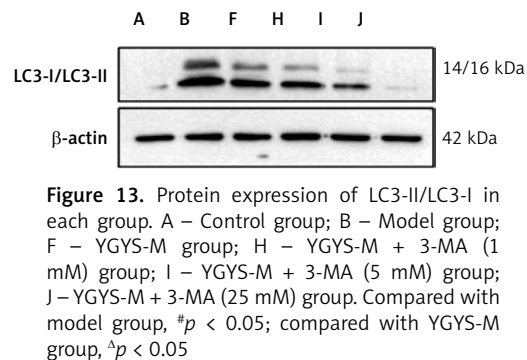 A B F H I J
LC3-I/LC3-II 14/16 kDa
β-actin 42 kDa
Figure 13. Protein expression of LC3-II/LC3-I in
each group. A – Control group; B – Model group;
F – YGYS-M group; H – YGYS-M + 3-MA (1
mM) group; I – YGYS-M + 3-MA (5 mM) group;
J – YGYS-M + 3-MA (25 mM) group. Compared with
model group, #p < 0.05; compared with YGYS-M
group, Δp < 0.05